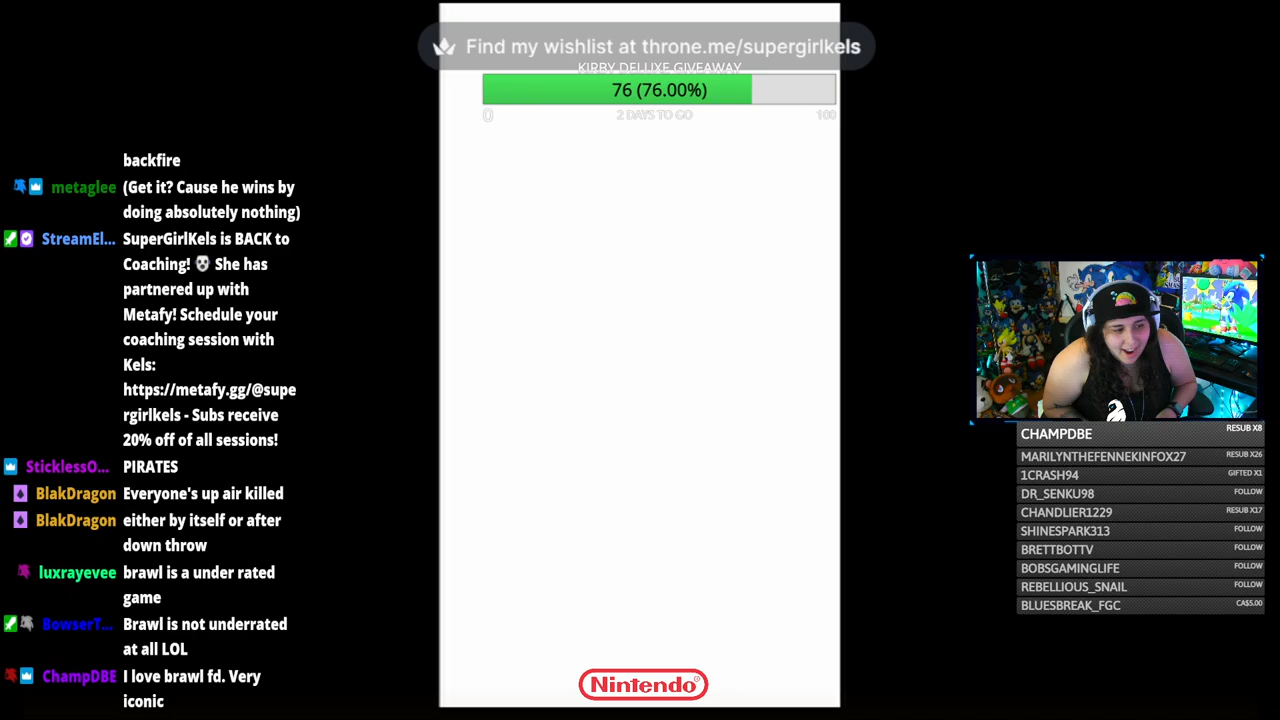 Find my wishlist at throne.me/supergirlkels
KIRBY DELUXE GIVEAWAY
76 (76.00%)
0
2 DAYS TO GO
100
backfire
metaglee (Get it? Cause he wins by
doing absolutely nothing)
StreamEl... SuperGirlKels is BACK to
Coaching! She has
partnered up with
Metafy! Schedule your
coaching session with
Kels:
https://metafy.gg/@supe
rgirlkels - Subs receive
20% off of all sessions!
SticklessO... PIRATES
BlakDragon Everyone's up air killed
BlakDragon either by itself or after
down throw
luxrayevee brawl is a under rated
game
BowserT... Brawl is not underrated
at all LOL
ChampDBE I love brawl fd. Very
iconic
Nintendo®
CHAMPDBE RESUB X8
MARILYNTHEFENNEKINFOX27 RESUB X26
1CRASH94 GIFTED X1
DR_SENKU98 FOLLOW
CHANDLIER1229 RESUB X17
SHINESPARK313 FOLLOW
BRETTBOTTV FOLLOW
BOBSGAMINGLIFE FOLLOW
REBELLIOUS_SNAIL FOLLOW
BLUESBREAK_FGC CA$5.00